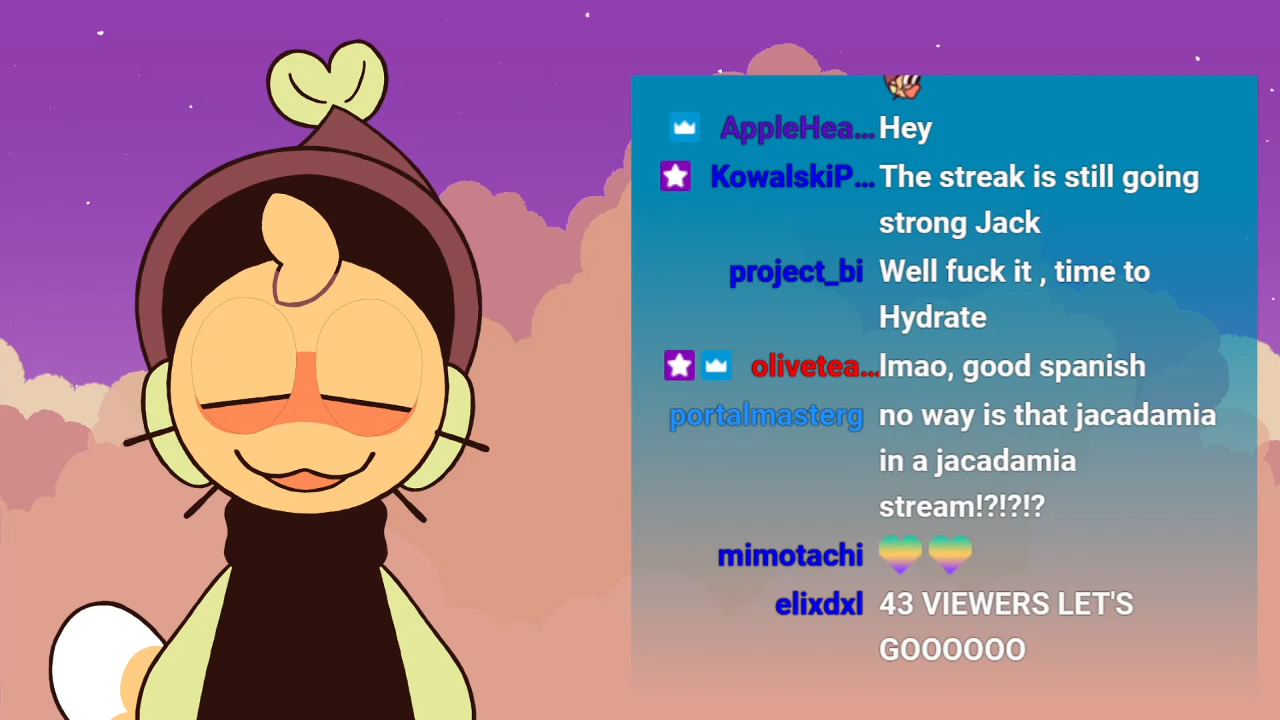 AppleHea... Hey
KowalskiP... The streak is still going
strong Jack
project_bi Well fuck it , time to
Hydrate
olivetea... lmao, good spanish
portalmasterg no way is that jacadamia
in a jacadamia
stream!?!?!?
mimotachi
elixdxl 43 VIEWERS LET'S
GOOOOOO